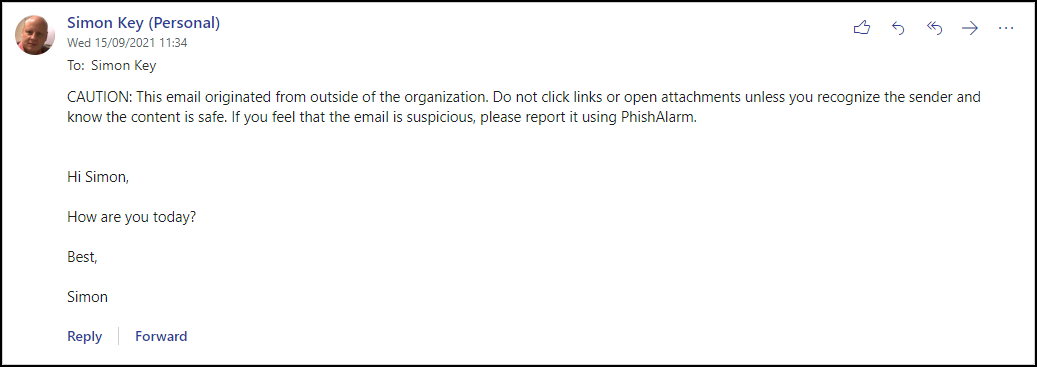 Simon Key (Personal)
Wed 15/09/2021 11:34
To: Simon Key
CAUTION: This email originated from outside of the organization. Do not click links or open attachments unless you recognize the sender and
know the content is safe. If you feel that the email is suspicious, please report it using PhishAlarm.
Hi Simon,
How are you today?
Best,
Simon
Reply
Forward